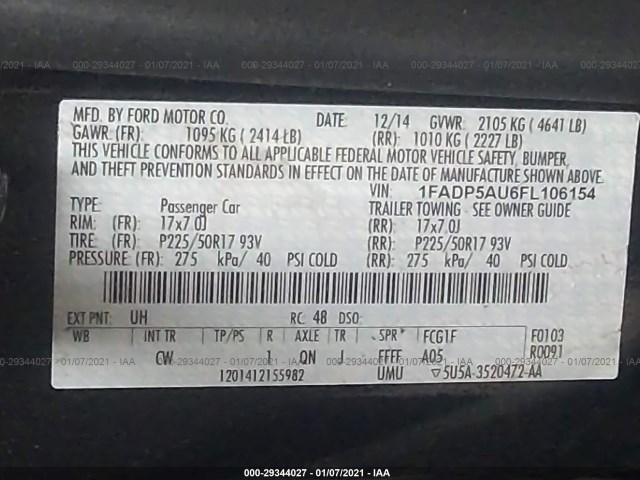 000-29344027 - 01/07/2021 - IAA
MFD. BY FORD MOTOR CO. DATE: 12/14 GVWR: 2105 KG ( 4641 LB)
GAWR: (FR): 1095 KG ( 2414 LB) (RR): 1010 KG ( 2227 LB)
THIS VEHICLE CONFORMS TO ALL APPLICABLE FEDERAL MOTOR VEHICLE SAFETY, BUMPER,
AND THEFT PREVENTION STANDARDS IN EFFECT ON THE DATE OF MANUFACTURE SHOWN ABOVE.
VIN: 1FADP5AU6FL106154
TYPE: Passenger Car TRAILER TOWING - SEE OWNER GUIDE
RIM: (FR): 17x7.0J (RR): 17x7.0J
TIRE: (FR): P225/50R17 93V (RR): P225/50R17 93V
PRESSURE: (FR): 275 kPa/ 40 PSI COLD (RR): 275 kPa/ 40 PSI COLD
EXT PNT: UH RC: 48 DSO:
WB INT TR TP/PS R AXLE TR SPR FCG1F F0103
CW 1 QN J FFFF A05 R0091
1201412155982 UMU ▽5U5A-3520472-AA
000-29344027 - 01/07/2021 - IAA